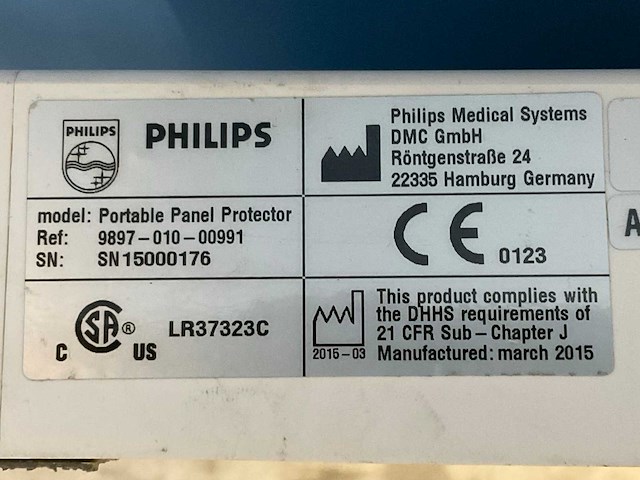 PHILIPS
PHILIPS
Philips Medical Systems
DMC GmbH
Röntgenstraße 24
22335 Hamburg Germany
model: Portable Panel Protector
Ref: 9897-010-00991
SN: SN15000176
CE 0123
C SA® US LR37323C
2015-03
This product complies with
the DHHS requirements of
21 CFR Sub-Chapter J
Manufactured: march 2015
A